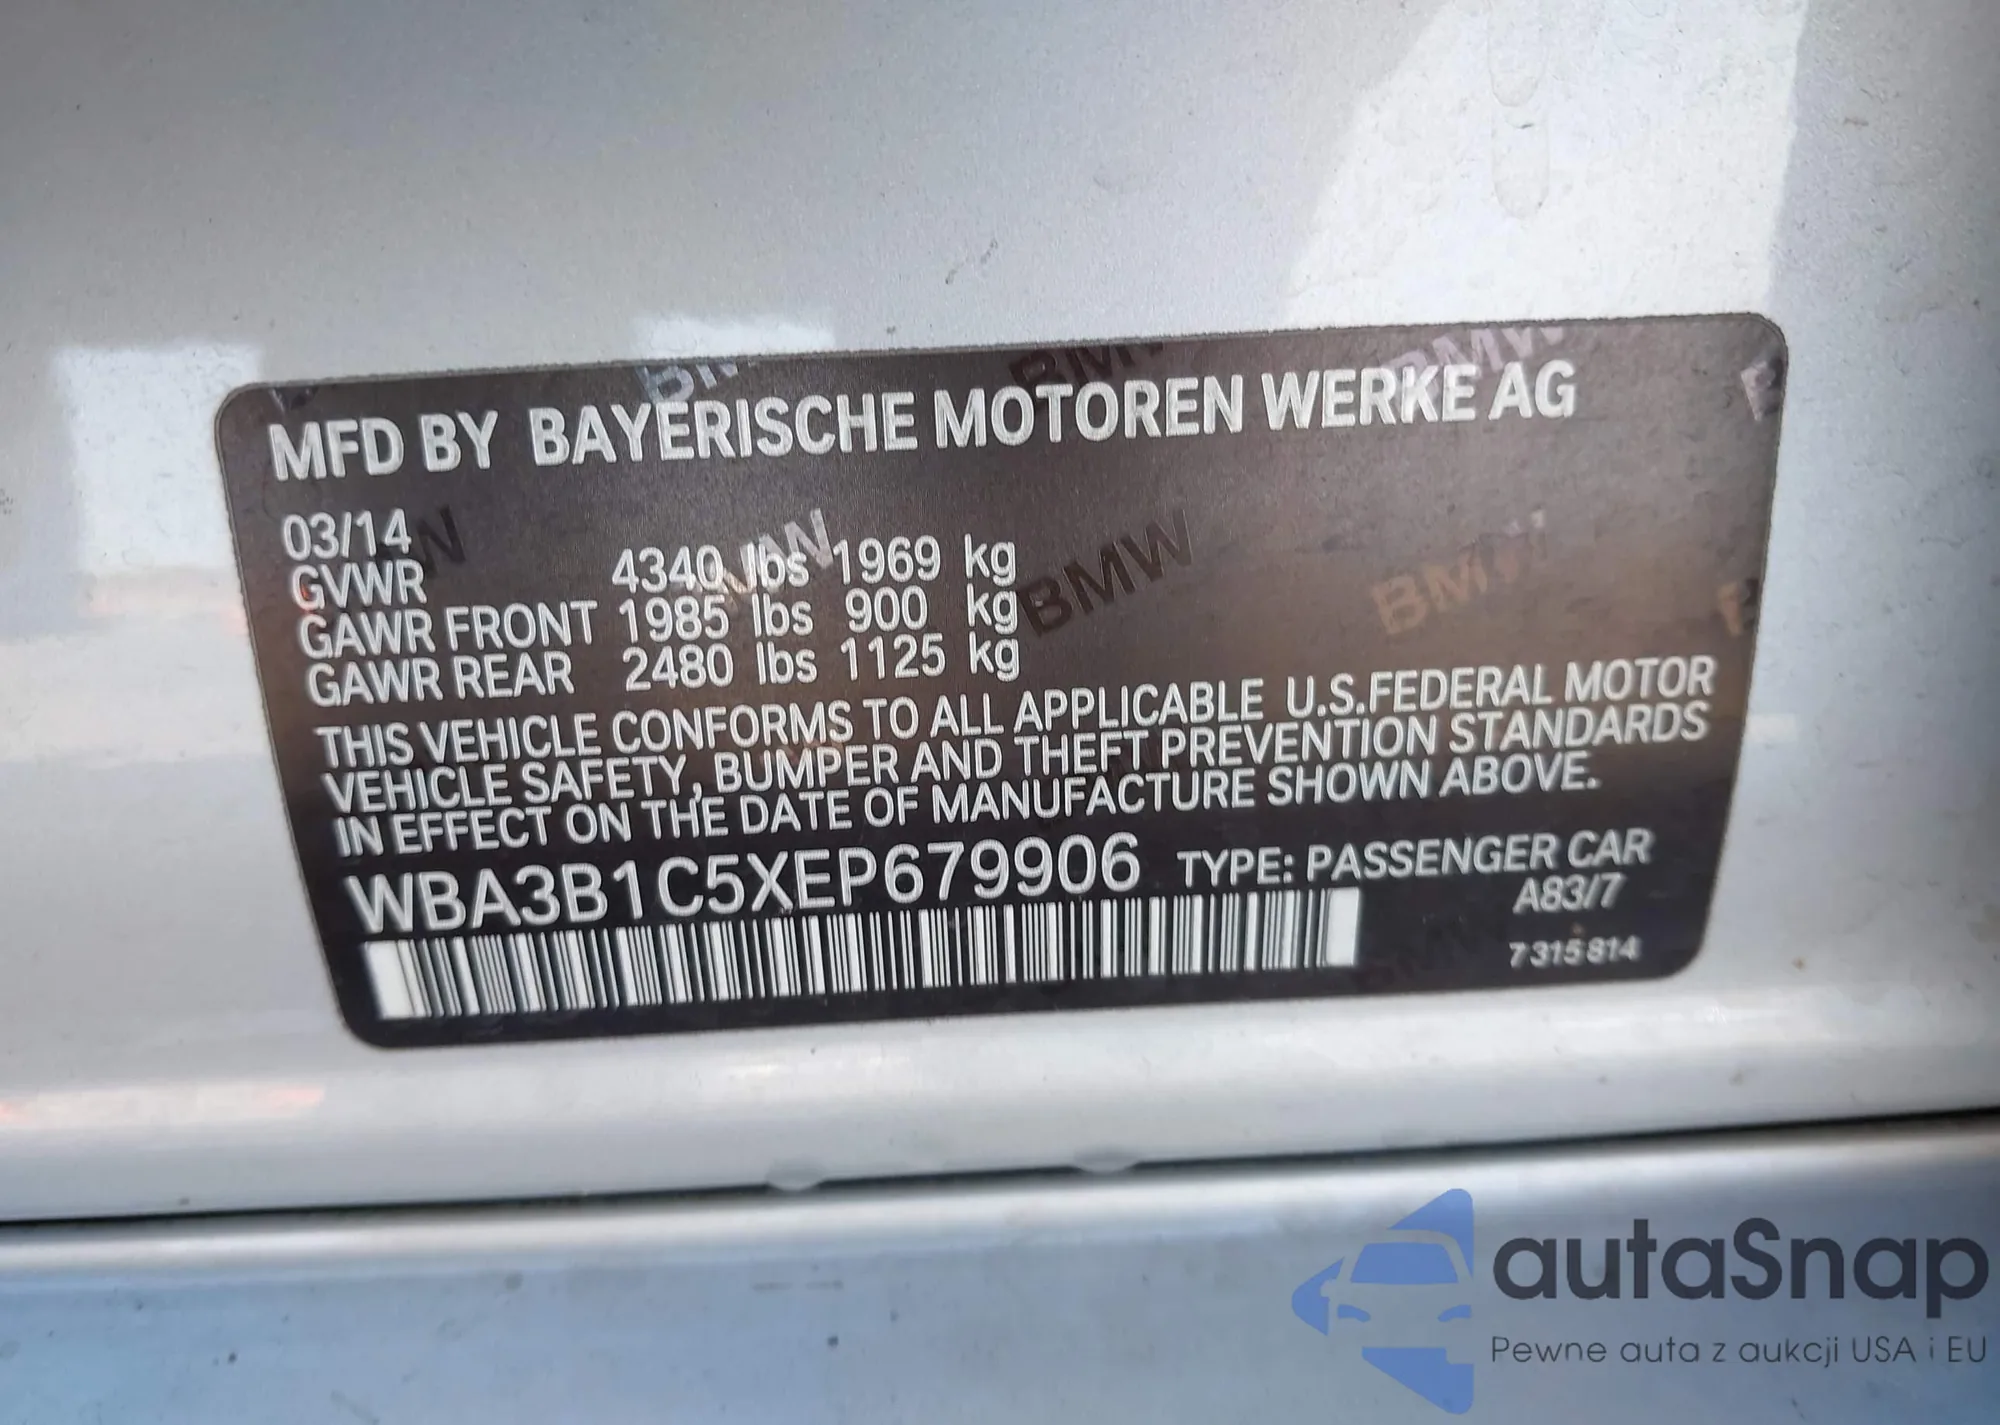 MFD BY BAYERISCHE MOTOREN WERKE AG
03/14
GVWR 4340 lbs 1969 kg
GAWR FRONT 1985 lbs 900 kg
GAWR REAR 2480 lbs 1125 kg
THIS VEHICLE CONFORMS TO ALL APPLICABLE U.S.FEDERAL MOTOR
VEHICLE SAFETY, BUMPER AND THEFT PREVENTION STANDARDS
IN EFFECT ON THE DATE OF MANUFACTURE SHOWN ABOVE.
WBA3B1C5XEP679906 TYPE: PASSENGER CAR
A83/7
7 315 814
autaSnap
Pewne auta z aukcji USA i EU